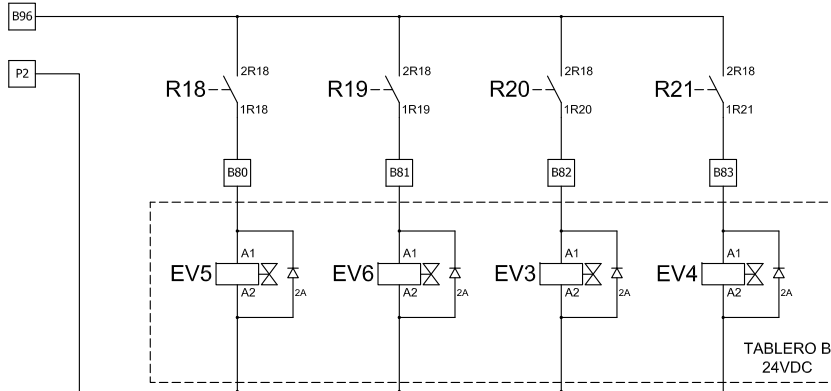 B96
P2
2R18 2R18 2R18 2R18
R18 R19 R20 R21
1R18 1R19 1R20 1R21
B80 B81 B82 B83
A1 A1 A1 A1
EV5 EV6 EV3 EV4
A2 2A A2 2A A2 2A A2 2A
TABLERO B
24VDC